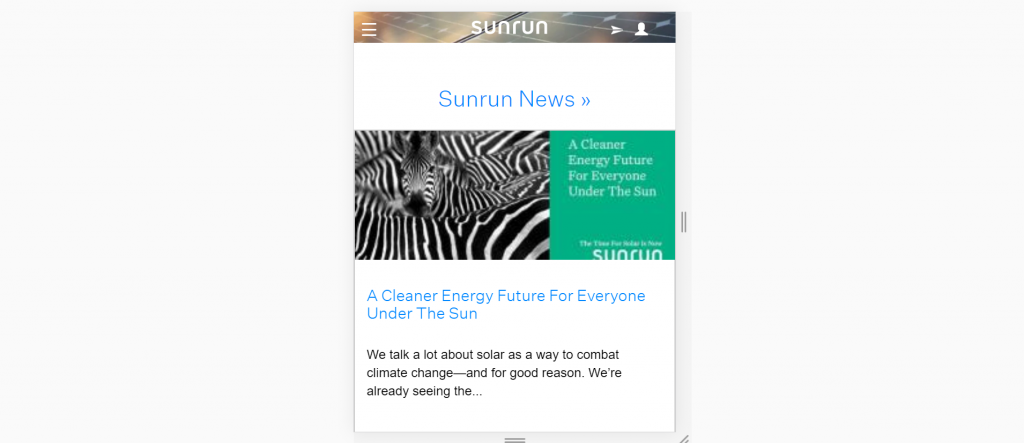 sunrun
Sunrun News »
A Cleaner
Energy Future
For Everyone
Under The Sun
The Time For Solar Is Now
sunrun
A Cleaner Energy Future For Everyone
Under The Sun
We talk a lot about solar as a way to combat
climate change—and for good reason. We’re
already seeing the...